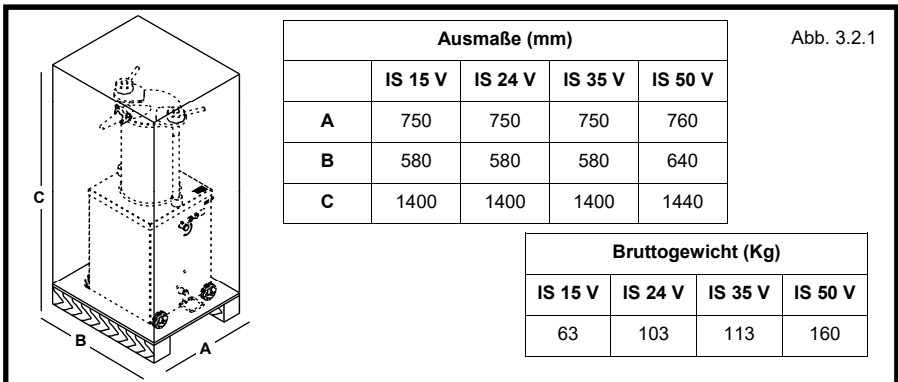 Abb. 3.2.1
Ausmaße (mm)
IS 15 V IS 24 V IS 35 V IS 50 V
A 750 750 750 760
B 580 580 580 640
C 1400 1400 1400 1440
Bruttogewicht (Kg)
IS 15 V IS 24 V IS 35 V IS 50 V
63 103 113 160
C
B
A